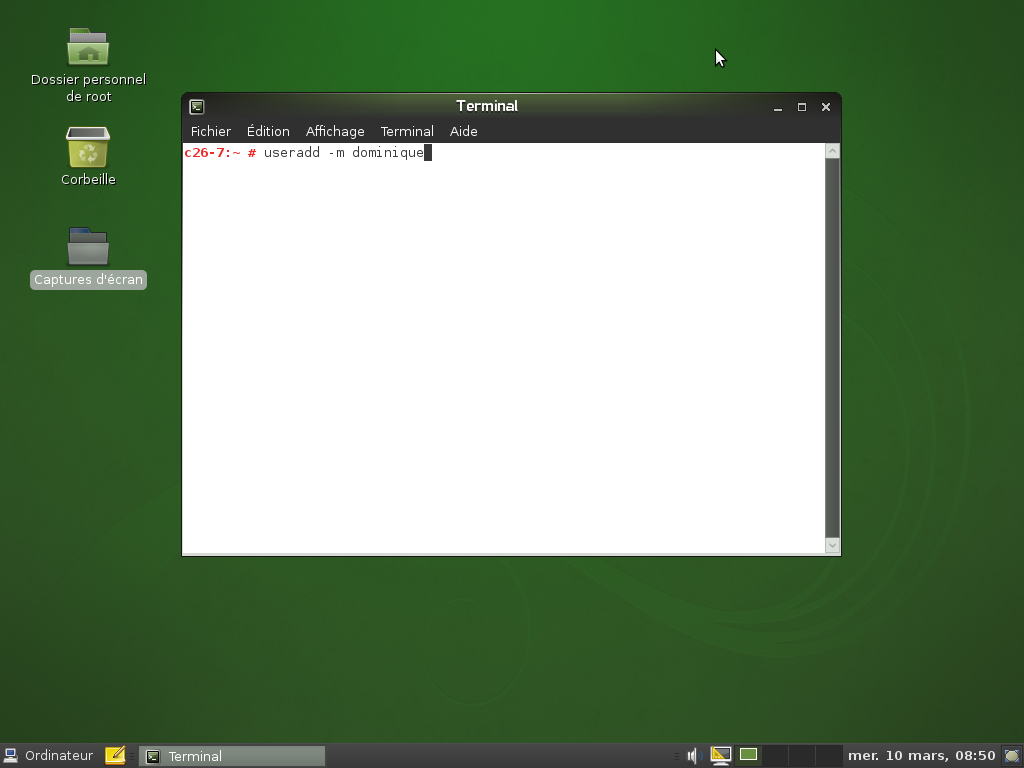 Dossier personnel
de root
Corbeille
Captures d'écran
Terminal
Fichier Édition Affichage Terminal Aide
c26-7:~ # useradd -m dominique
Ordinateur
Terminal
mer. 10 mars, 08:50